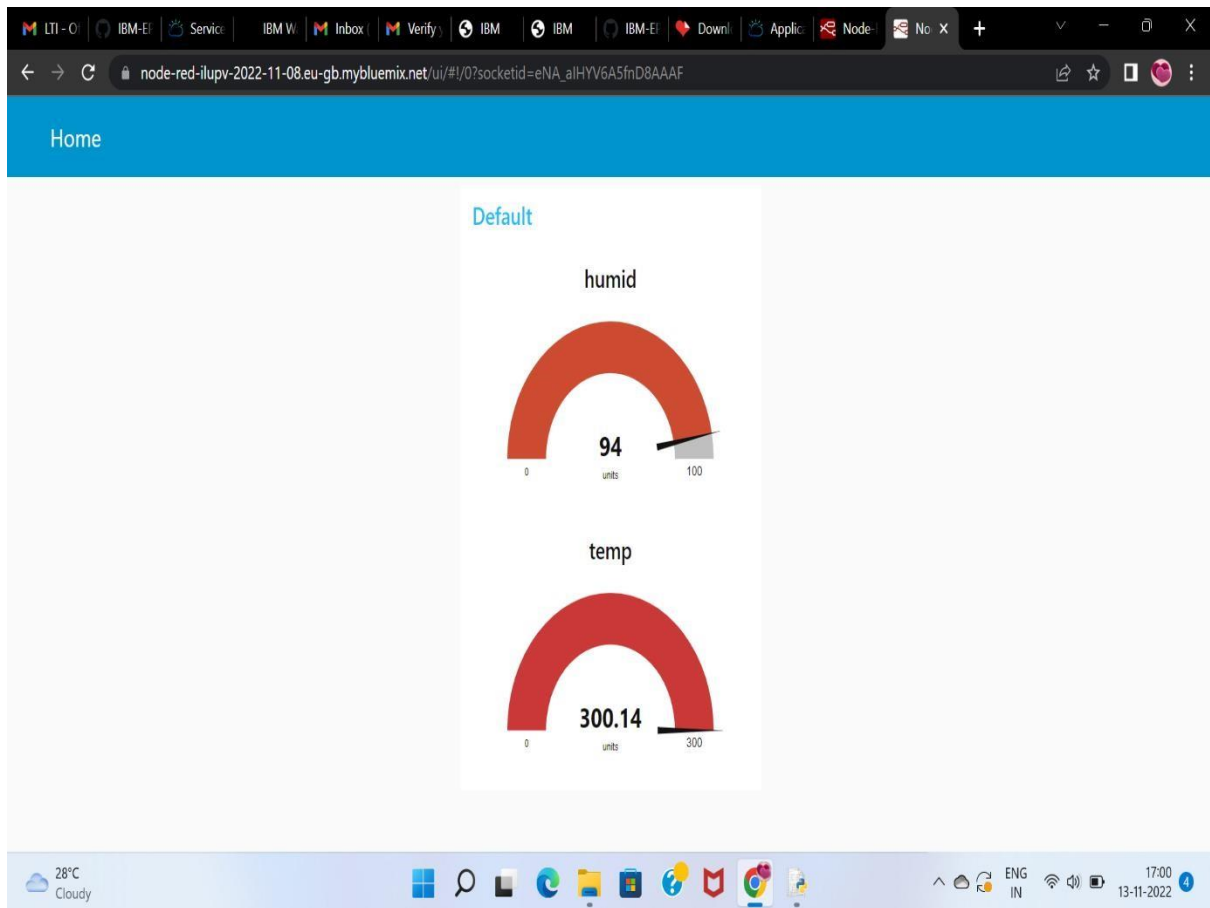 LTI - O
IBM-EF
Service
IBM W
Inbox (
Verify y
IBM
IBM
IBM-EF
Downl
Applic
Node-
No
node-red-ilupv-2022-11-08.eu-gb.mybluemix.net/ui/#!/0?socketid=eNA_alHYV6A5fnD8AAAF
Home
Default
humid
94
units
0
100
temp
300.14
units
0
300
28°C
Cloudy
ENG
IN
17:00
13-11-2022
4